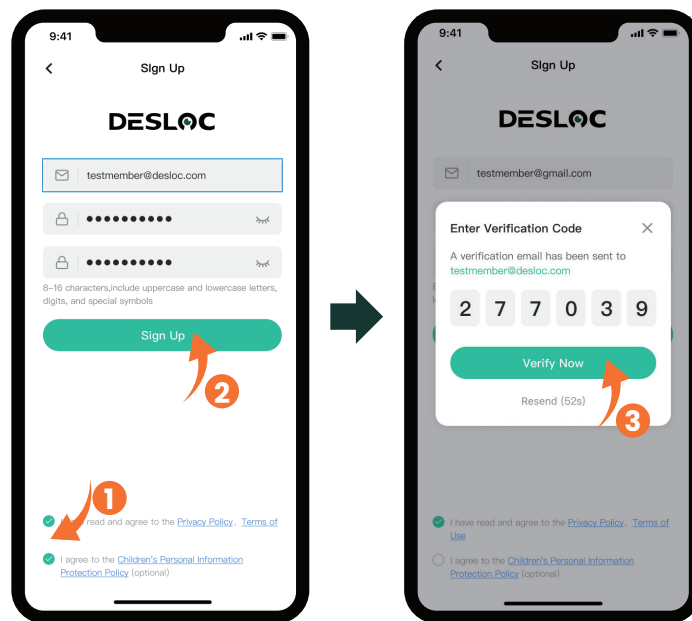 9:41
SIgn Up
DESLOC
testmember@desloc.com
8–16 characters,include uppercase and lowercase letters,
digits, and special symbols
Sign Up
2
1
I read and agree to the Privacy Policy、Terms of
I agree to the Children's Personal Information
Protection Policy (optional)
9:41
SIgn Up
DESLOC
testmember@gmail.com
Enter Verification Code
A verification email has been sent to
testmember@desloc.com
2 7 7 0 3 9
Verify Now
Resend (52s)
3
I have read and agree to the Privacy Policy、Terms of
Use
I agree to the Children's Personal Information
Protection Policy (optional)